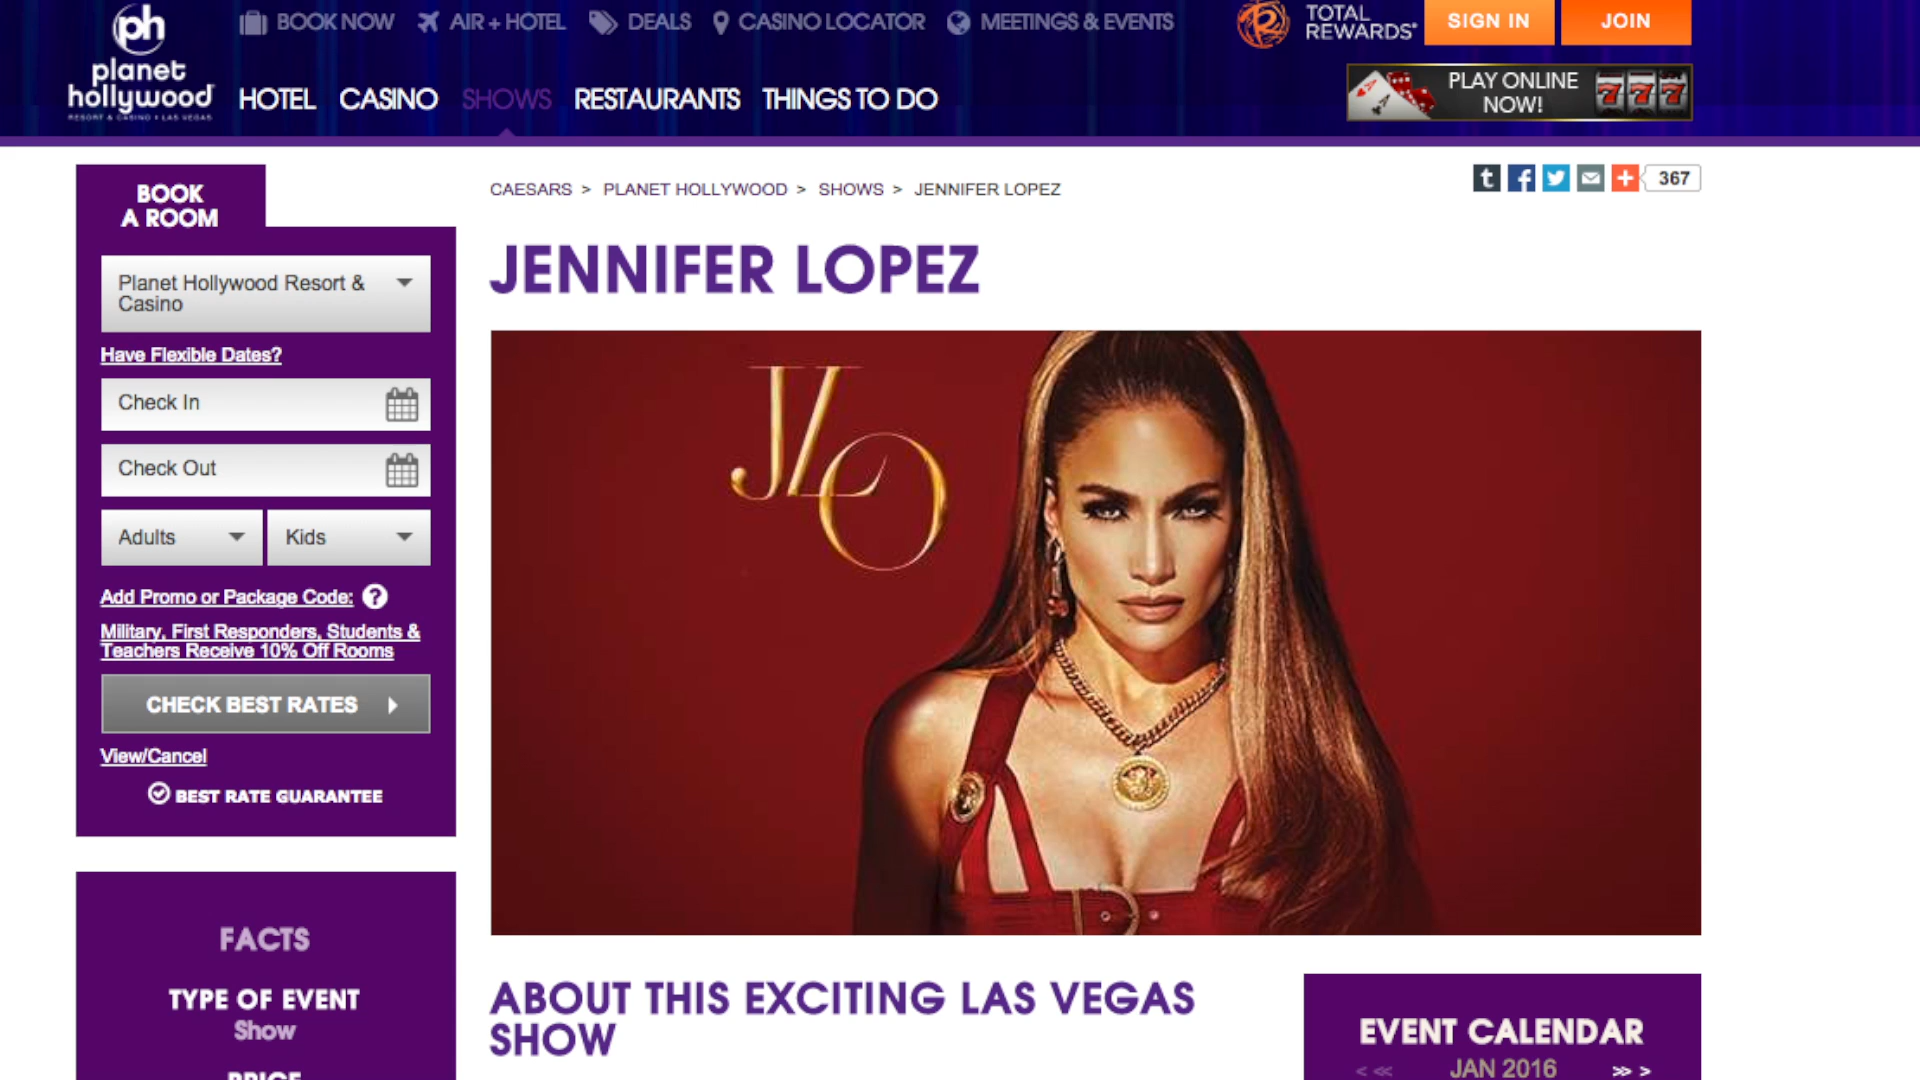 ph
planet
hollywood
RESORT & CASINO • LAS VEGAS
BOOK NOW
AIR + HOTEL
DEALS
CASINO LOCATOR
MEETINGS & EVENTS
TOTAL
REWARDS
SIGN IN
JOIN
HOTEL
CASINO
SHOWS
RESTAURANTS
THINGS TO DO
PLAY ONLINE
NOW!
777
BOOK
A ROOM
Planet Hollywood Resort &
Casino
Have Flexible Dates?
Check In
Check Out
Adults
Kids
Add Promo or Package Code: ?
Military, First Responders, Students &
Teachers Receive 10% Off Rooms
CHECK BEST RATES
View/Cancel
BEST RATE GUARANTEE
FACTS
TYPE OF EVENT
Show
PRICE
CAESARS > PLANET HOLLYWOOD > SHOWS > JENNIFER LOPEZ
367
JENNIFER LOPEZ
JLO
ABOUT THIS EXCITING LAS VEGAS
SHOW
EVENT CALENDAR
< << JAN 2016 >> >